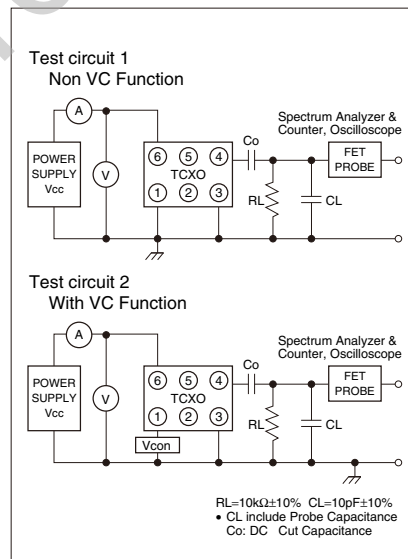 Test circuit 1
Non VC Function
A
POWER
SUPPLY
Vcc
V
6 5 4
TCXO
1 2 3
Co
RL
CL
Spectrum Analyzer &
Counter, Oscilloscope
FET
PROBE
Test circuit 2
With VC Function
A
POWER
SUPPLY
Vcc
V
6 5 4
TCXO
1 2 3
Vcon
Co
RL
CL
Spectrum Analyzer &
Counter, Oscilloscope
FET
PROBE
RL=10kΩ±10% CL=10pF±10%
• CL include Probe Capacitance
Co: DC Cut Capacitance